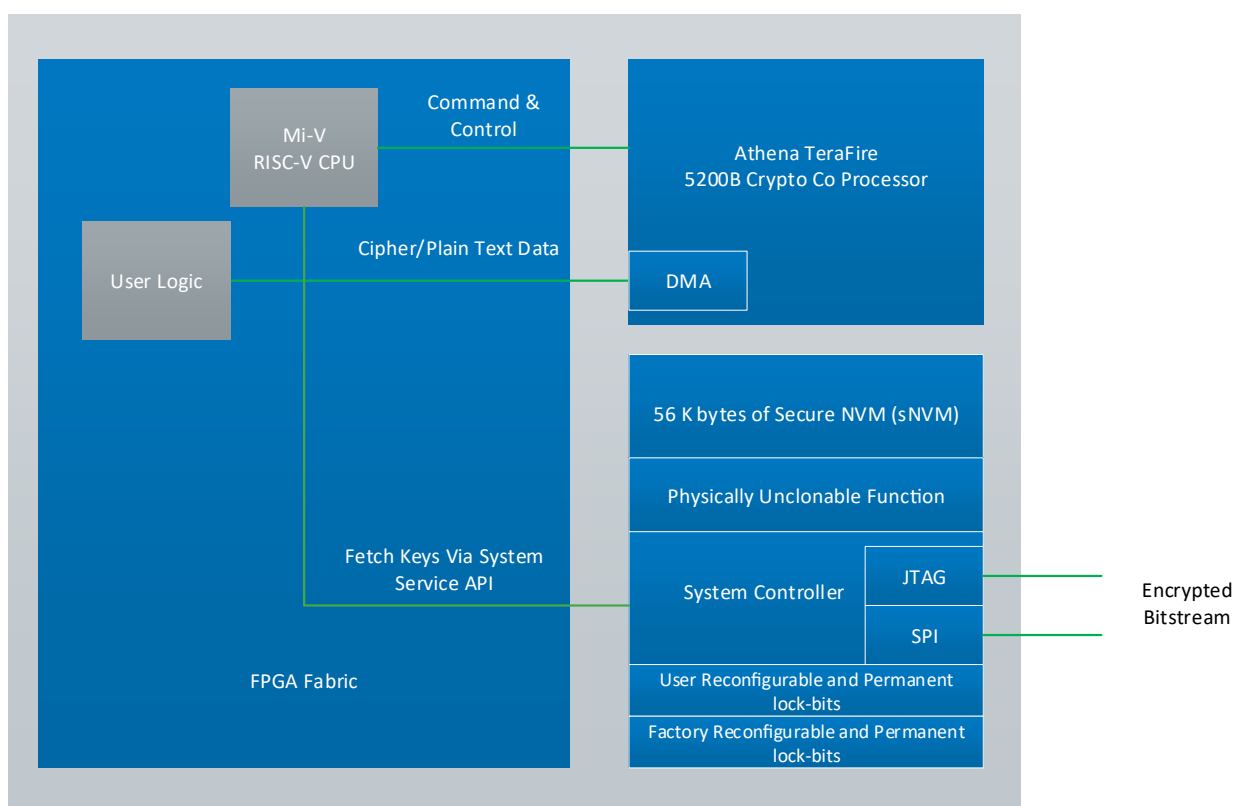 Command &
Control
Mi-V
RISC-V CPU
Athena TeraFire
5200B Crypto Co Processor
Cipher/Plain Text Data
User Logic
DMA
56 K bytes of Secure NVM (sNVM)
Physically Unclonable Function
Fetch Keys Via System
Service API
System Controller
JTAG
SPI
Encrypted
Bitstream
FPGA Fabric
User Reconfigurable and Permanent
lock-bits
Factory Reconfigurable and Permanent
lock-bits